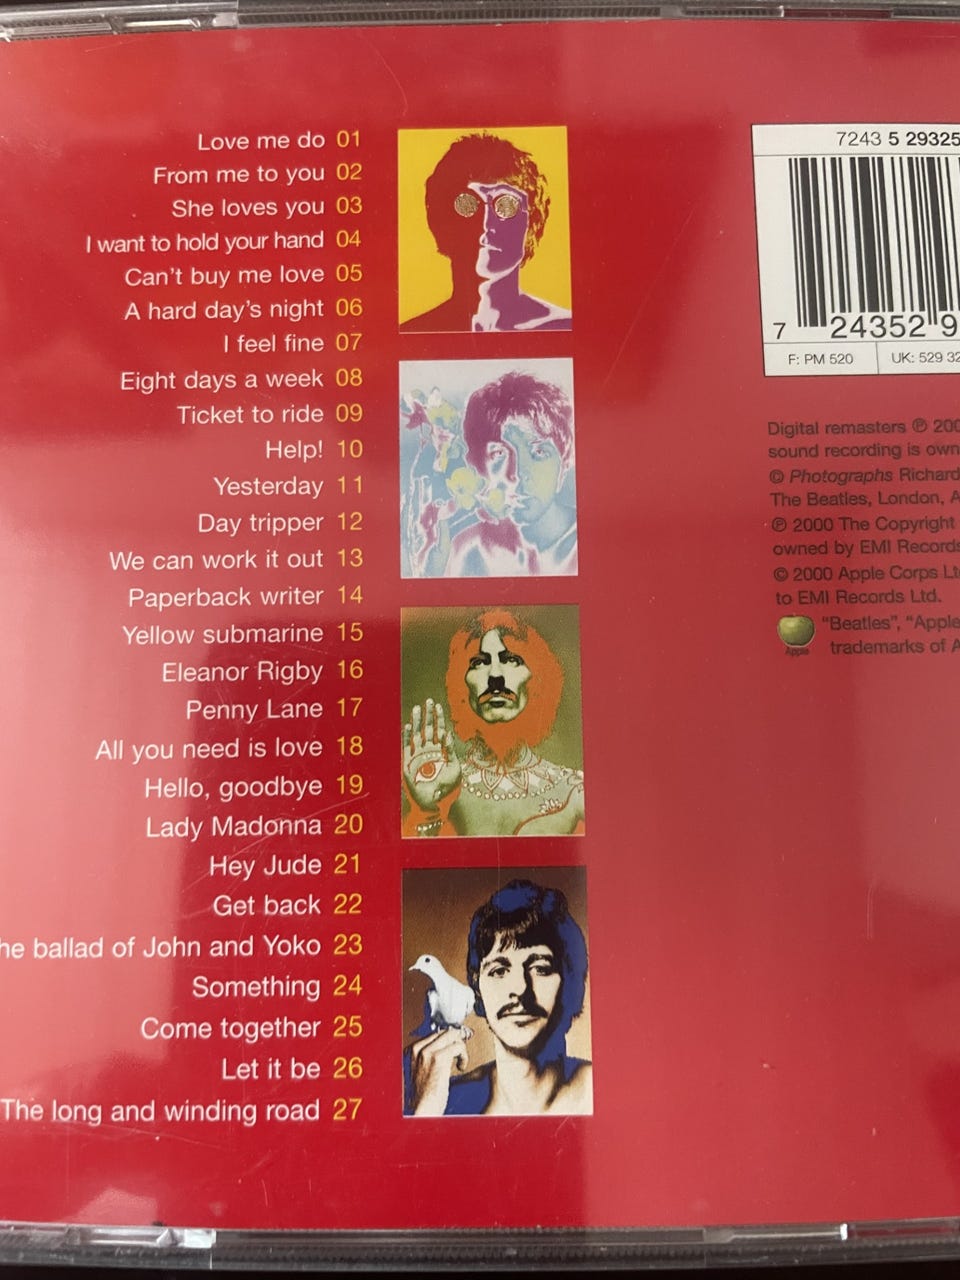 Love me do 01
From me to you 02
She loves you 03
I want to hold your hand 04
Can't buy me love 05
A hard day's night 06
I feel fine 07
Eight days a week 08
Ticket to ride 09
Help! 10
Yesterday 11
Day tripper 12
We can work it out 13
Paperback writer 14
Yellow submarine 15
Eleanor Rigby 16
Penny Lane 17
All you need is love 18
Hello, goodbye 19
Lady Madonna 20
Hey Jude 21
Get back 22
he ballad of John and Yoko 23
Something 24
Come together 25
Let it be 26
The long and winding road 27
7243 5 29325
7 24352 9
F: PM 520
UK: 529 32
Digital remasters ℗ 200
sound recording is own
© Photographs Richard
The Beatles, London, A
℗ 2000 The Copyright
owned by EMI Records
© 2000 Apple Corps Lt
to EMI Records Ltd.
Apple
"Beatles", "Apple
trademarks of A